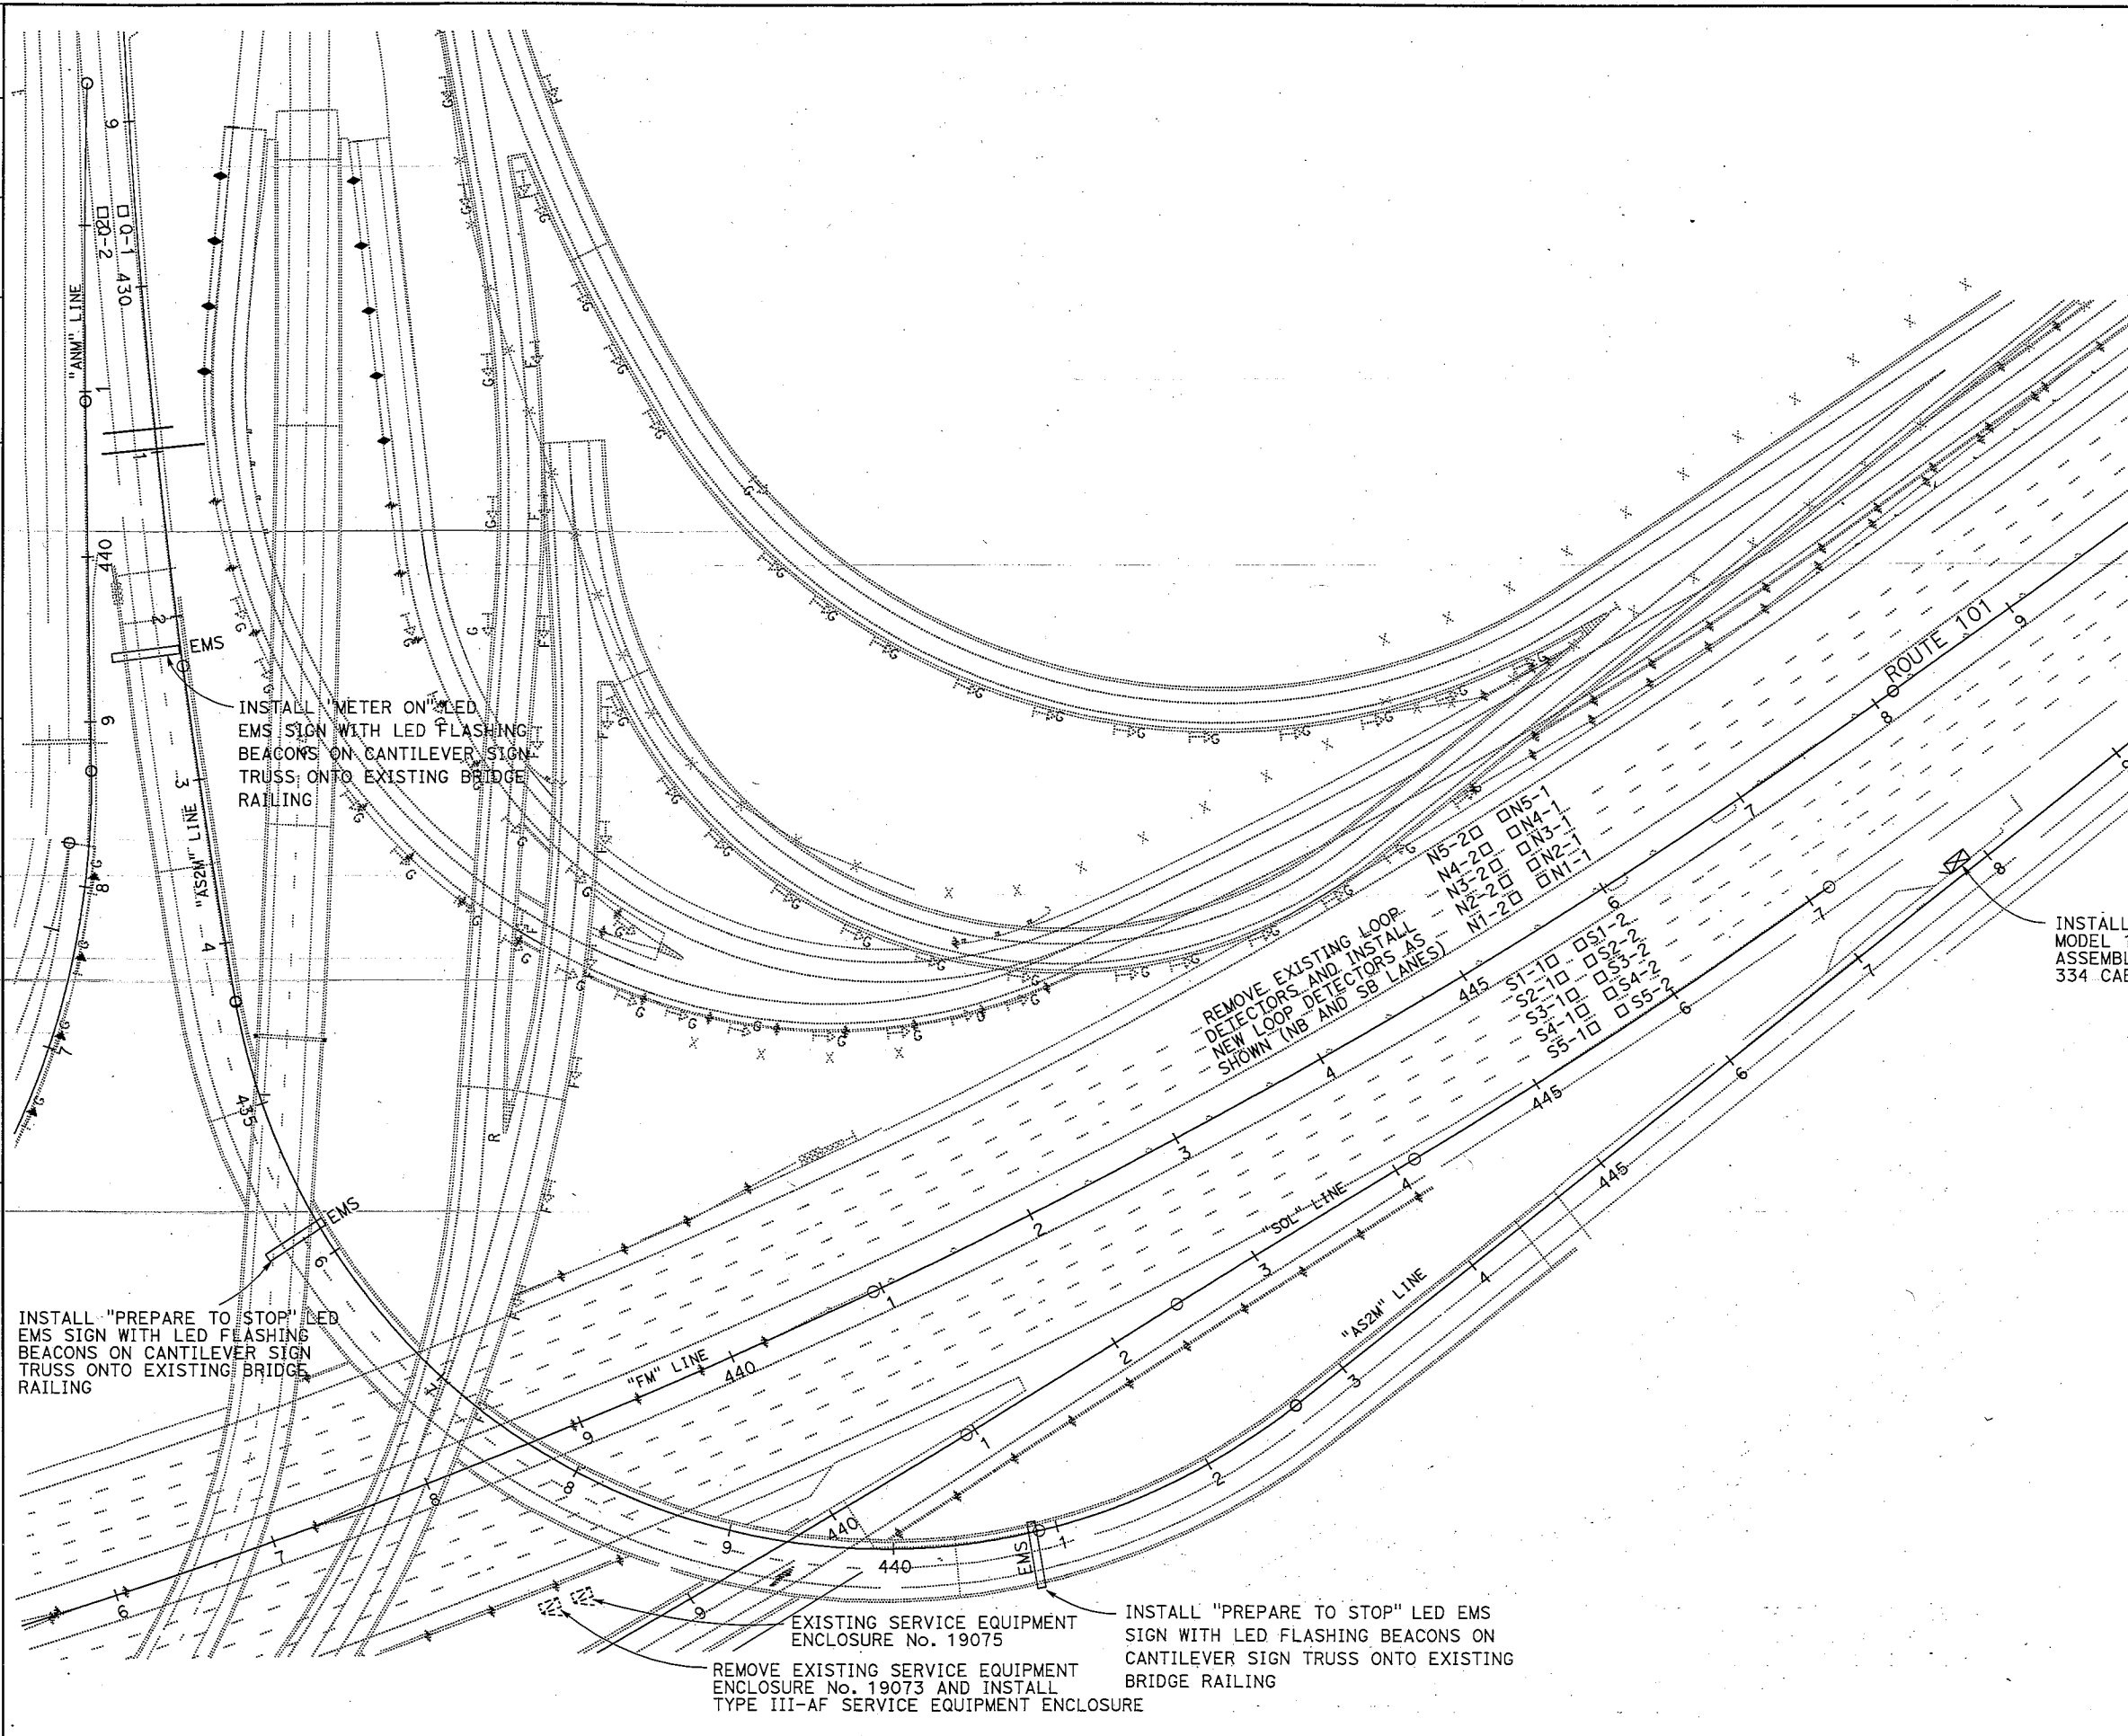 "ANM" LINE
Q-1
Q-2
430
440
EMS
INSTALL "METER ON" LED
EMS SIGN WITH LED FLASHING
BEACONS ON CANTILEVER SIGN
TRUSS ONTO EXISTING BRIDGE
RAILING
"AS2M" LINE
435
EMS
INSTALL "PREPARE TO STOP" LED
EMS SIGN WITH LED FLASHING
BEACONS ON CANTILEVER SIGN
TRUSS ONTO EXISTING BRIDGE
RAILING
ROUTE 101
N5-2 N5-1
N4-2 N4-1
N3-2 N3-1
N2-2 N2-1
N1-2 N1-1
REMOVE EXISTING LOOP
DETECTORS AND INSTALL
NEW LOOP DETECTORS AS
SHOWN (NB AND SB LANES)
S1-1 S1-2
S2-1 S2-2
S3-1 S3-2
S4-1 S4-2
S5-1 S5-2
445
445
445
INSTALL
MODEL
334
"SOL" LINE
"AS2M" LINE
"FM" LINE
440
440
440
EMS
EXISTING SERVICE EQUIPMENT
ENCLOSURE No. 19075
REMOVE EXISTING SERVICE EQUIPMENT
ENCLOSURE No. 19073 AND INSTALL
TYPE III-AF SERVICE EQUIPMENT ENCLOSURE
INSTALL "PREPARE TO STOP" LED EMS
SIGN WITH LED FLASHING BEACONS ON
CANTILEVER SIGN TRUSS ONTO EXISTING
BRIDGE RAILING